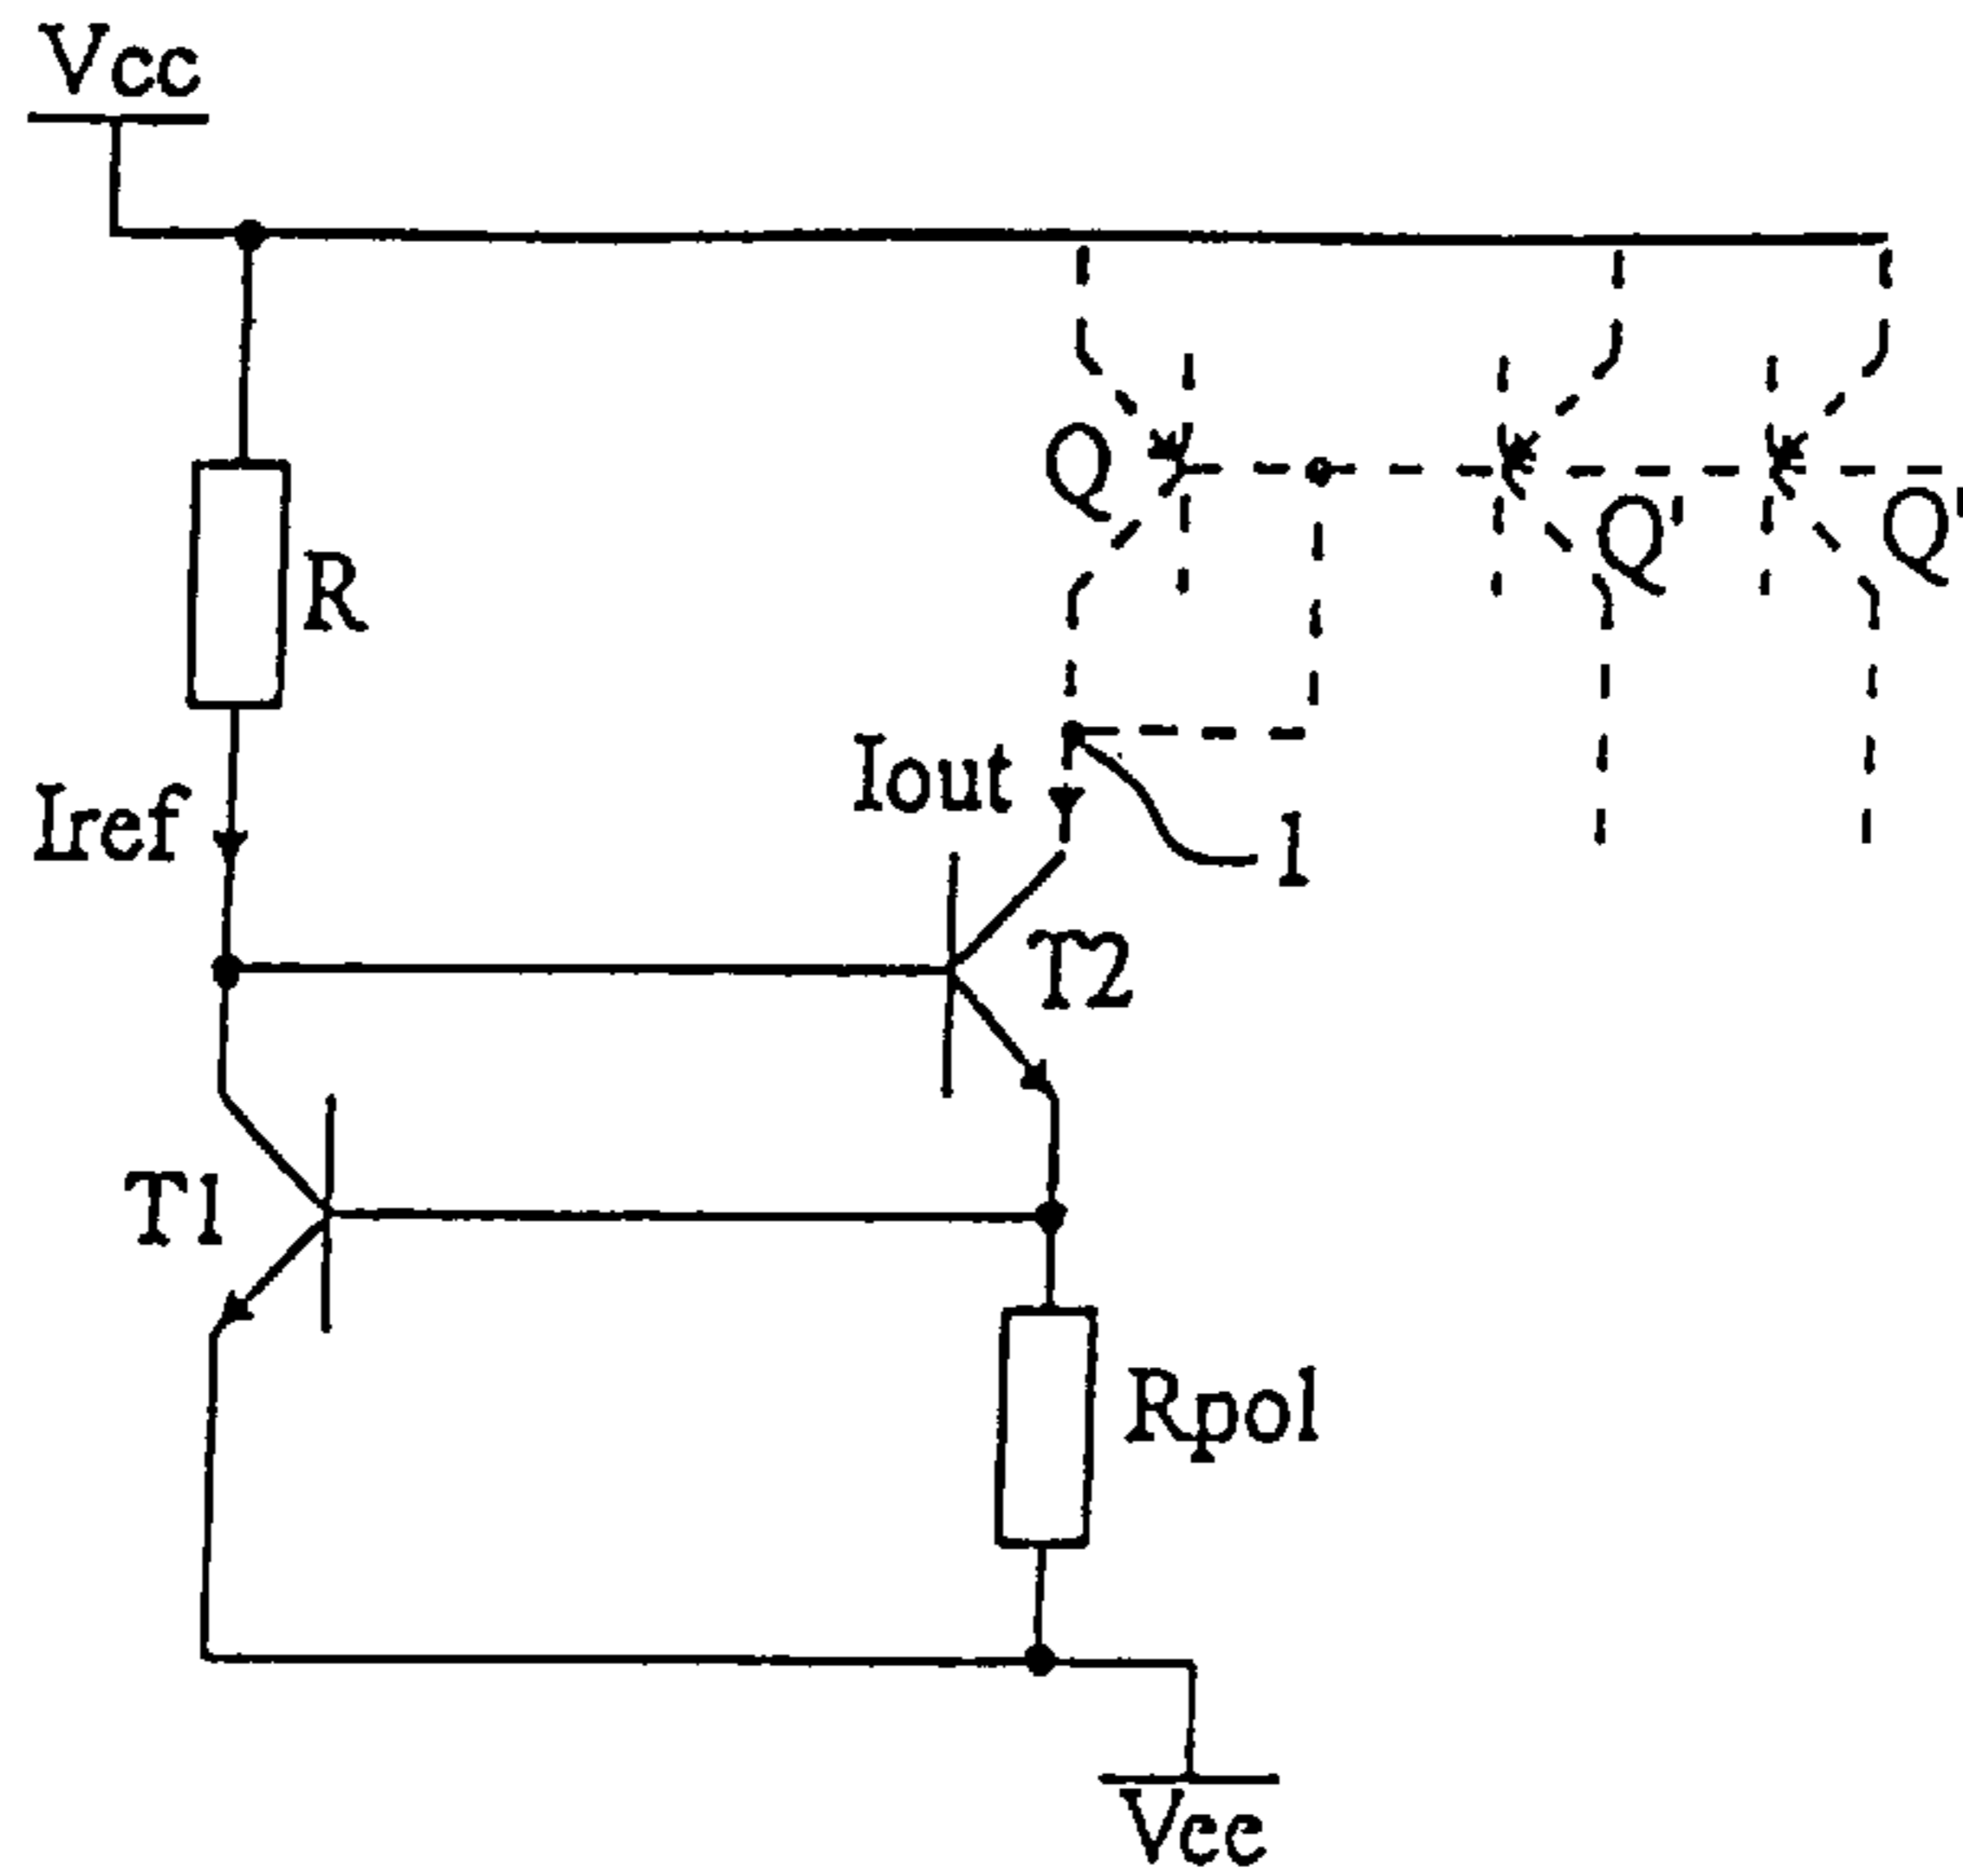 Vcc
Q
Q'
Q'
R
Iout
Iref
1
T2
T1
Rpol
Vee